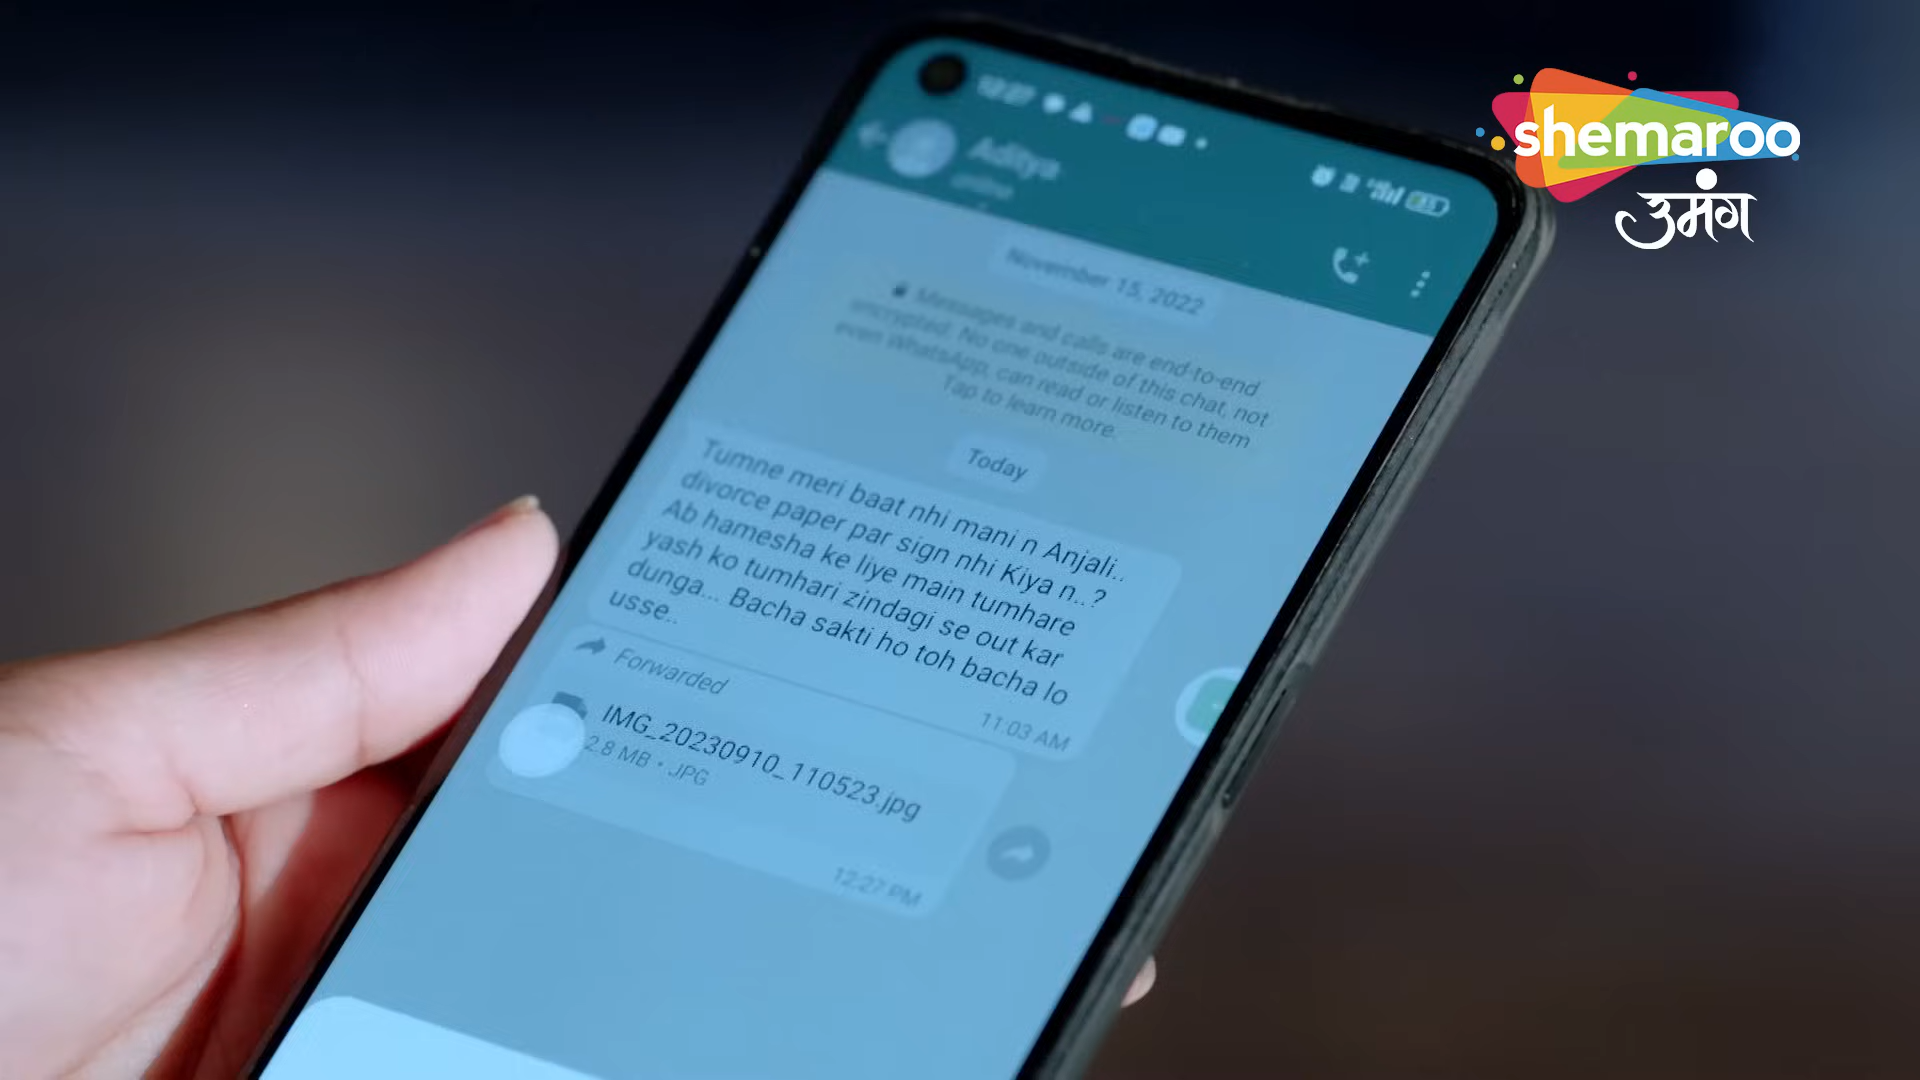 12:27
Aditya
online
November 15, 2022
Messages and calls are end-to-end
encrypted. No one outside of this chat, not
even WhatsApp, can read or listen to them
Tap to learn more.
Today
Tumne meri baat nhi mani n Anjali..
divorce paper par sign nhi Kiya n..?
Ab hamesha ke liye main tumhare
yash ko tumhari zindagi se out kar
dunga... Bacha sakti ho toh bacha lo
usse..
11:03 AM
Forwarded
IMG_20230910_110523.jpg
2.8 MB • JPG
12:27 PM
shemaroo
उमंग